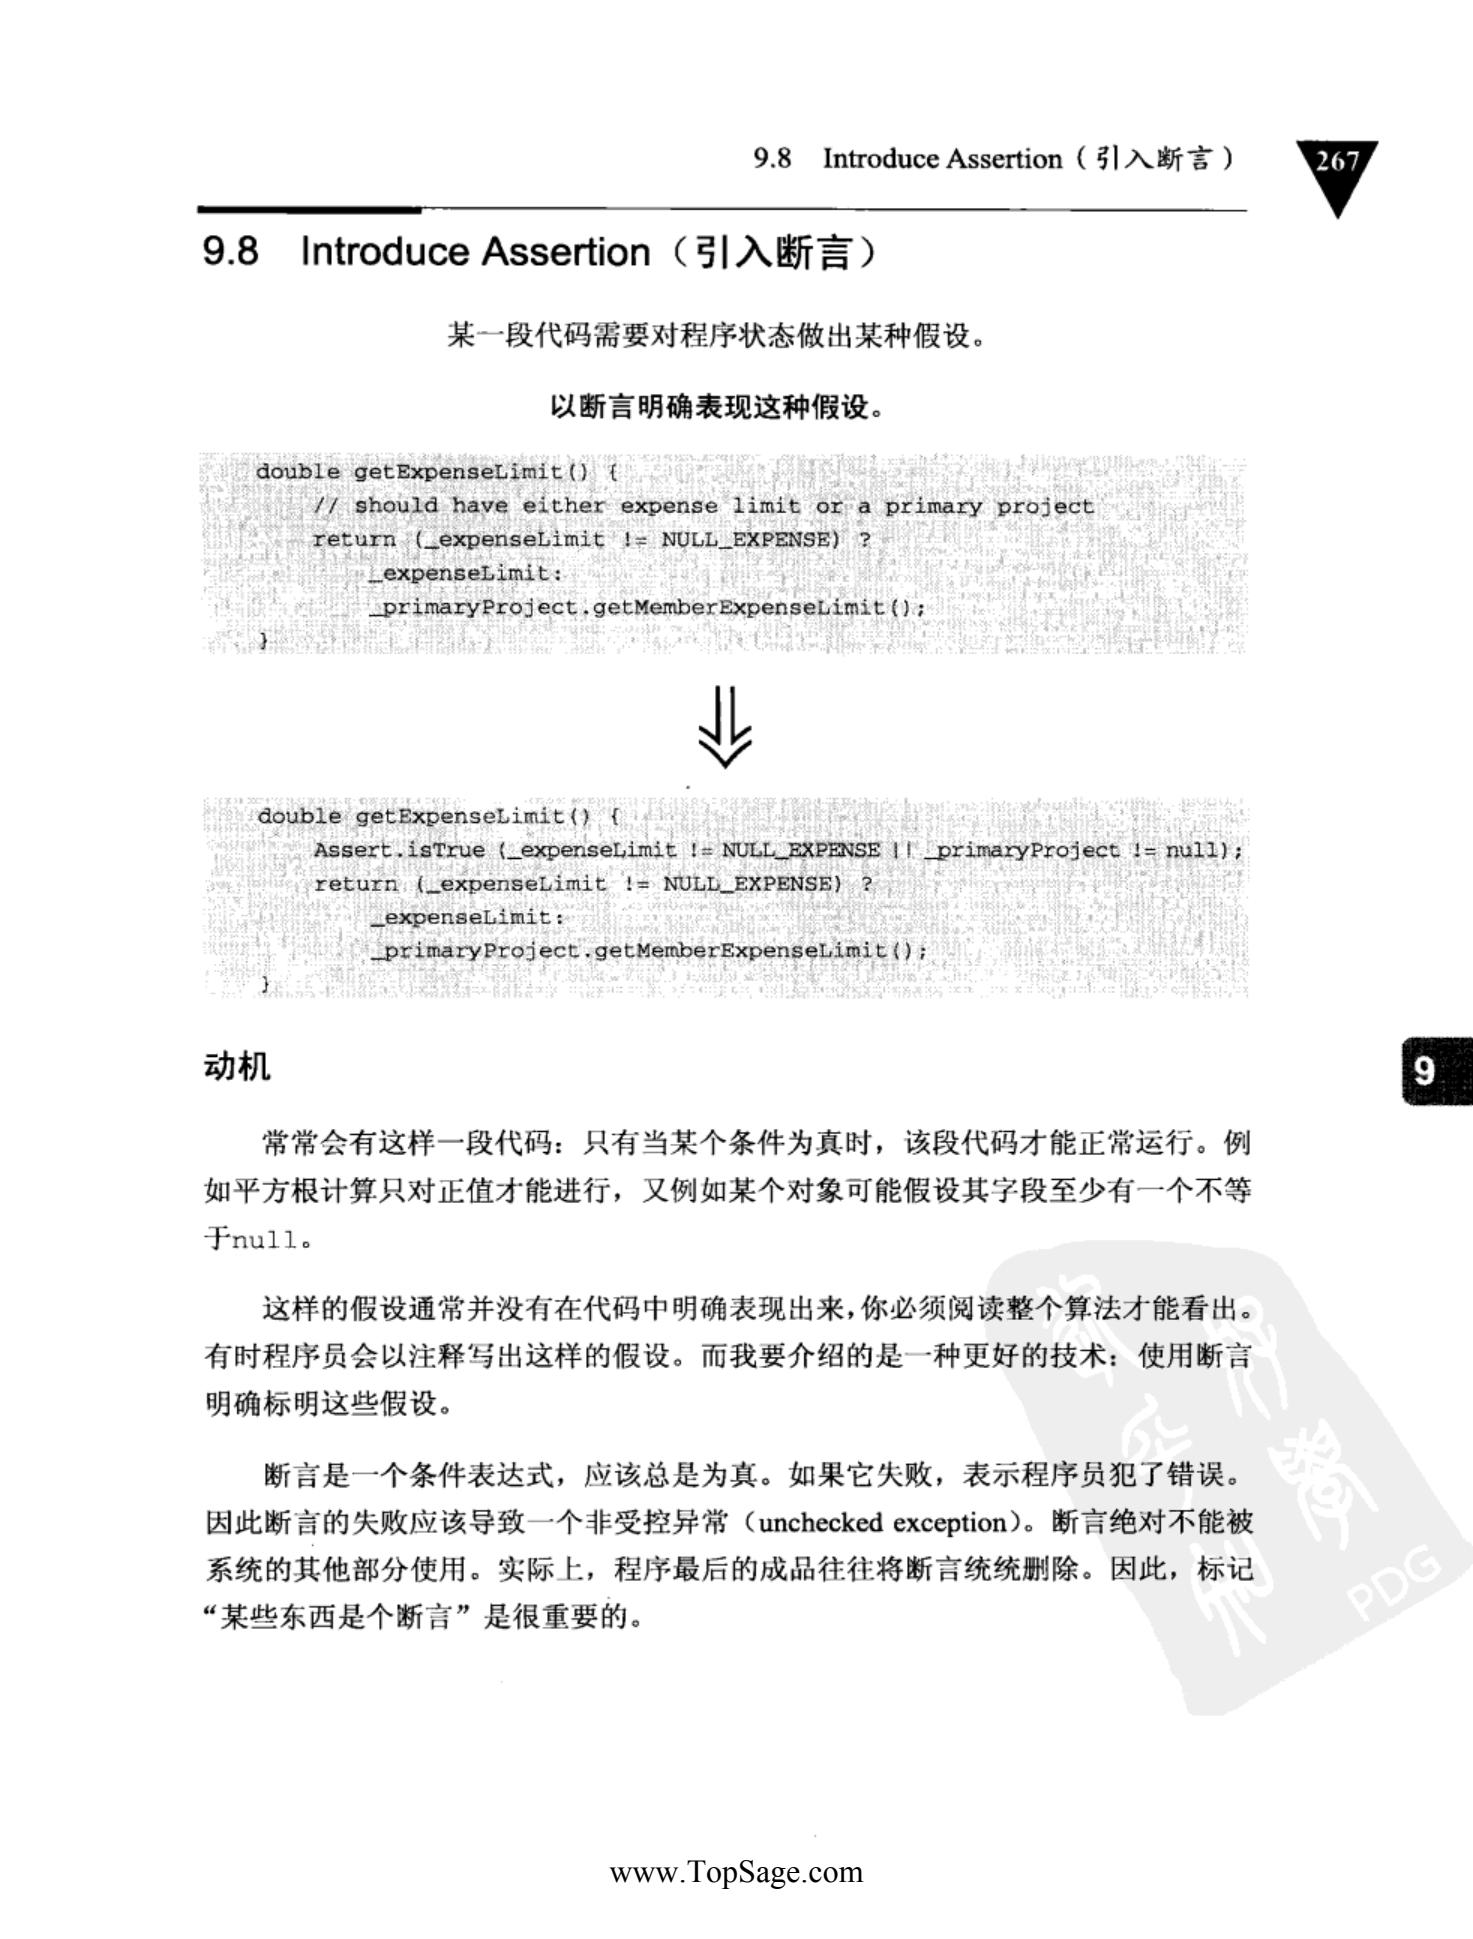 9.8 Introduce Assertion（引入断言）
267
9.8 Introduce Assertion（引入断言）
某一段代码需要对程序状态做出某种假设。
以断言明确表现这种假设。
double getExpenseLimit() {
// should have either expense limit or a primary project
return (_expenseLimit != NULL_EXPENSE) ?
_expenseLimit:
_primaryProject.getMemberExpenseLimit();
}
double getExpenseLimit() {
Assert.isTrue (_expenseLimit != NULL_EXPENSE || _primaryProject != null);
return (_expenseLimit != NULL_EXPENSE) ?
_expenseLimit:
_primaryProject.getMemberExpenseLimit();
}
动机
9
常常会有这样一段代码：只有当某个条件为真时，该段代码才能正常运行。例
如平方根计算只对正值才能进行，又例如某个对象可能假设其字段至少有一个不等
于null。
这样的假设通常并没有在代码中明确表现出来，你必须阅读整个算法才能看出。
有时程序员会以注释写出这样的假设。而我要介绍的是一种更好的技术：使用断言
明确标明这些假设。
断言是一个条件表达式，应该总是为真。如果它失败，表示程序员犯了错误。
因此断言的失败应该导致一个非受控异常（unchecked exception）。断言绝对不能被
系统的其他部分使用。实际上，程序最后的成品往往将断言统统删除。因此，标记
“某些东西是个断言”是很重要的。
PDG
www.TopSage.com